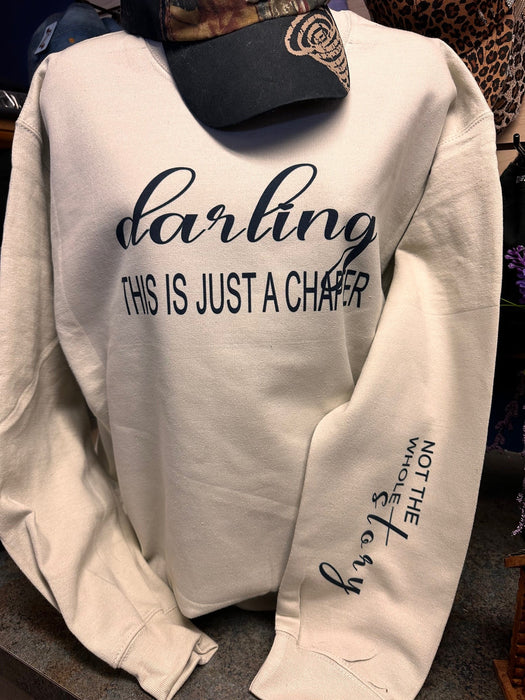 darling
THIS IS JUST A CHAPTER
NOT THE
WHOLE
story